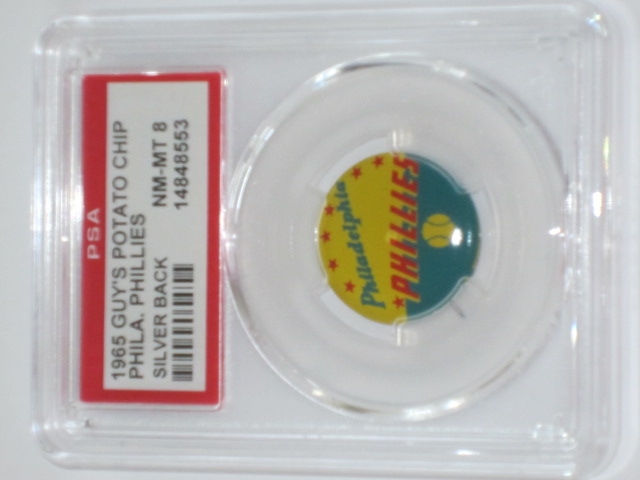 PSA
1965 GUY'S POTATO CHIP
PHILA. PHILLIES
SILVER BACK NM-MT 8
14848553
Philadelphia
PHILLIES